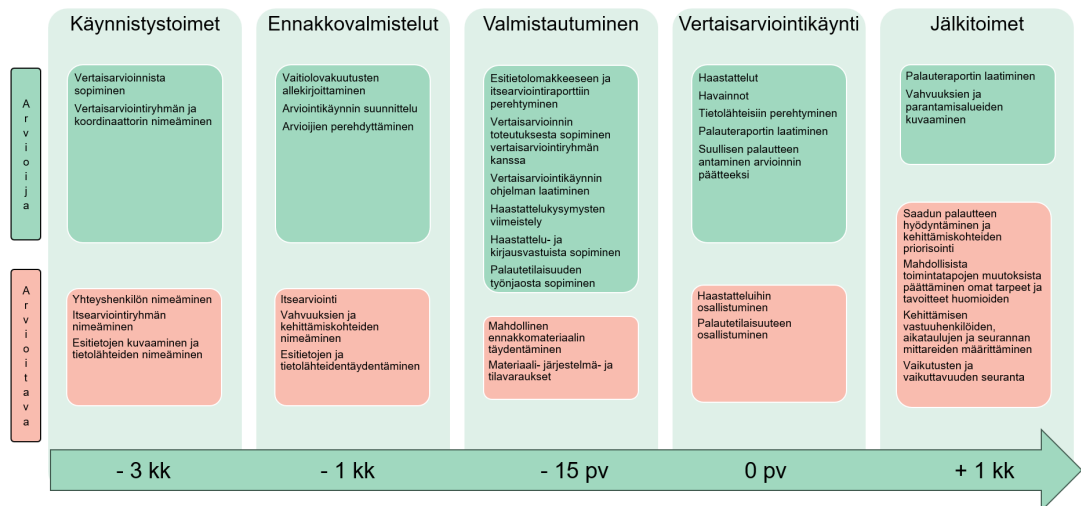 Käynnistystoimet
Ennakkovalmistelut
Valmistautuminen
Vertaisarviointikäynti
Jälkitoimet
Arvioija
Vertaisarvioinnista
sopiminen
Vertaisarviointiryhmän ja
koordinaattorin nimeäminen
Vaitiolovakuutusten
allekirjoittaminen
Arviointikäynnin suunnittelu
Arvioijien perehdyttäminen
Esitietolomakkeeseen ja
itsearviointiraporttiin
perehtyminen
Vertaisarvioinnin
toteutuksesta sopiminen
vertaisarviointiryhmän
kanssa
Vertaisarviointikäynnin
ohjelman laatiminen
Haastattelukysymysten
viimeistely
Haastattelu- ja
kirjausvastuista sopiminen
Palautetilaisuuden
työnjaosta sopiminen
Haastattelut
Havainnot
Tietolähteisiin perehtyminen
Palauteraportin laatiminen
Suullisen palautteen
antaminen arvioinnin
päätteeksi
Palauteraportin laatiminen
Vahvuuksien ja
parantamisalueiden
kuvaaminen
Arvioitava
Yhteyshenkilön nimeäminen
Itsearviointiryhmän
nimeäminen
Esitietojen kuvaaminen ja
tietolähteiden nimeäminen
Itsearviointi
Vahvuuksien ja
kehittämiskohteiden
nimeäminen
Esitietojen ja
tietolähteidentäydentäminen
Mahdollinen
ennakkomateriaalin
täydentäminen
Materiaali- järjestelmä- ja
tilavaraukset
Haastatteluihin
osallistuminen
Palautetilaisuuteen
osallistuminen
Saadun palautteen
hyödyntäminen ja
kehittämiskohteiden
priorisointi
Mahdollisista
toimintatapojen muutoksista
päättäminen omat tarpeet ja
tavoitteet huomioiden
Kehittämisen
vastuuhenkilöiden,
aikataulujen ja seurannan
mittareiden määrittäminen
Vaikutusten ja
vaikuttavuuden seuranta
- 3 kk
- 1 kk
- 15 pv
0 pv
+ 1 kk